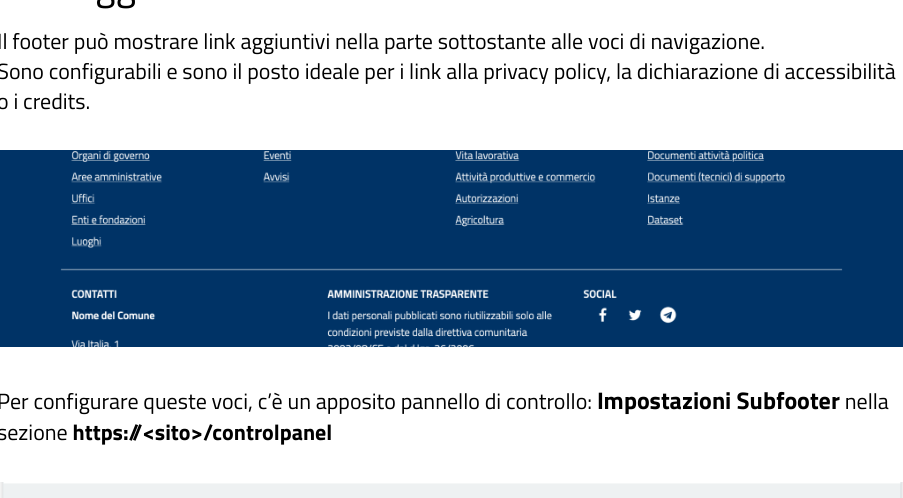 Il footer può mostrare link aggiuntivi nella parte sottostante alle voci di navigazione.
Sono configurabili e sono il posto ideale per i link alla privacy policy, la dichiarazione di accessibilità
o i credits.
Organi di governo Eventi Vita lavorativa Documenti attività politica
Aree amministrative Avvisi Attività produttive e commercio Documenti (tecnici) di supporto
Uffici Autorizzazioni Istanze
Enti e fondazioni Agricoltura Dataset
Luoghi
CONTATTI AMMINISTRAZIONE TRASPARENTE SOCIAL
Nome del Comune I dati personali pubblicati sono riutilizzabili solo alle
condizioni previste dalla direttiva comunitaria
Via Italia, 1
Per configurare queste voci, c’è un apposito pannello di controllo: Impostazioni Subfooter nella
sezione https://<sito>/controlpanel